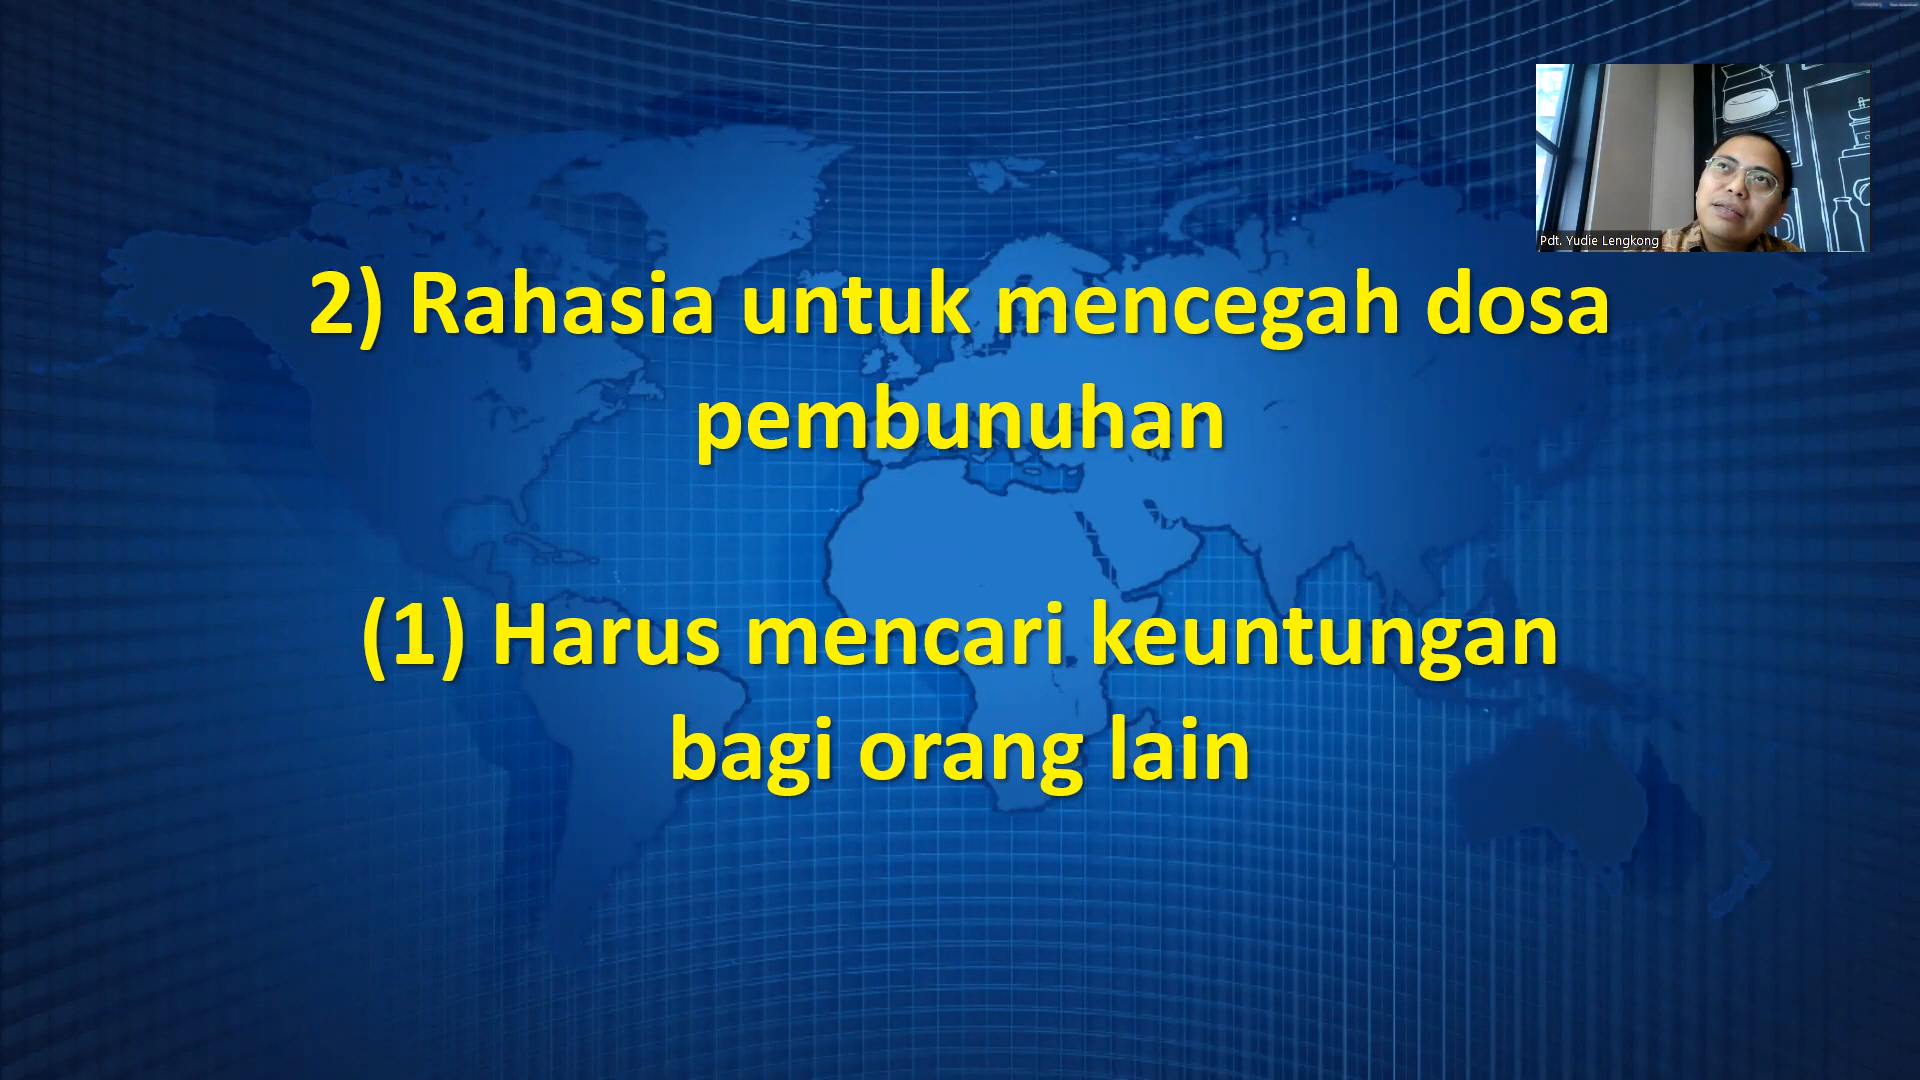 Pdt. Yudie Lengkong
2) Rahasia untuk mencegah dosa
pembunuhan
(1) Harus mencari keuntungan
bagi orang lain